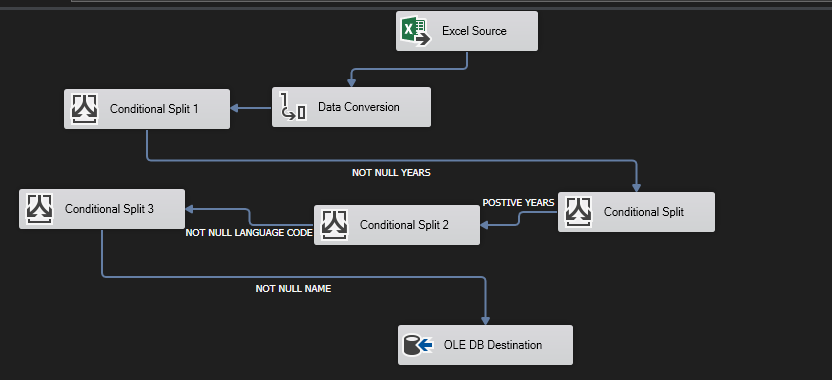 Excel Source
Data Conversion
Conditional Split 1
NOT NULL YEARS
Conditional Split
POSTIVE YEARS
Conditional Split 2
NOT NULL LANGUAGE CODE
Conditional Split 3
NOT NULL NAME
OLE DB Destination